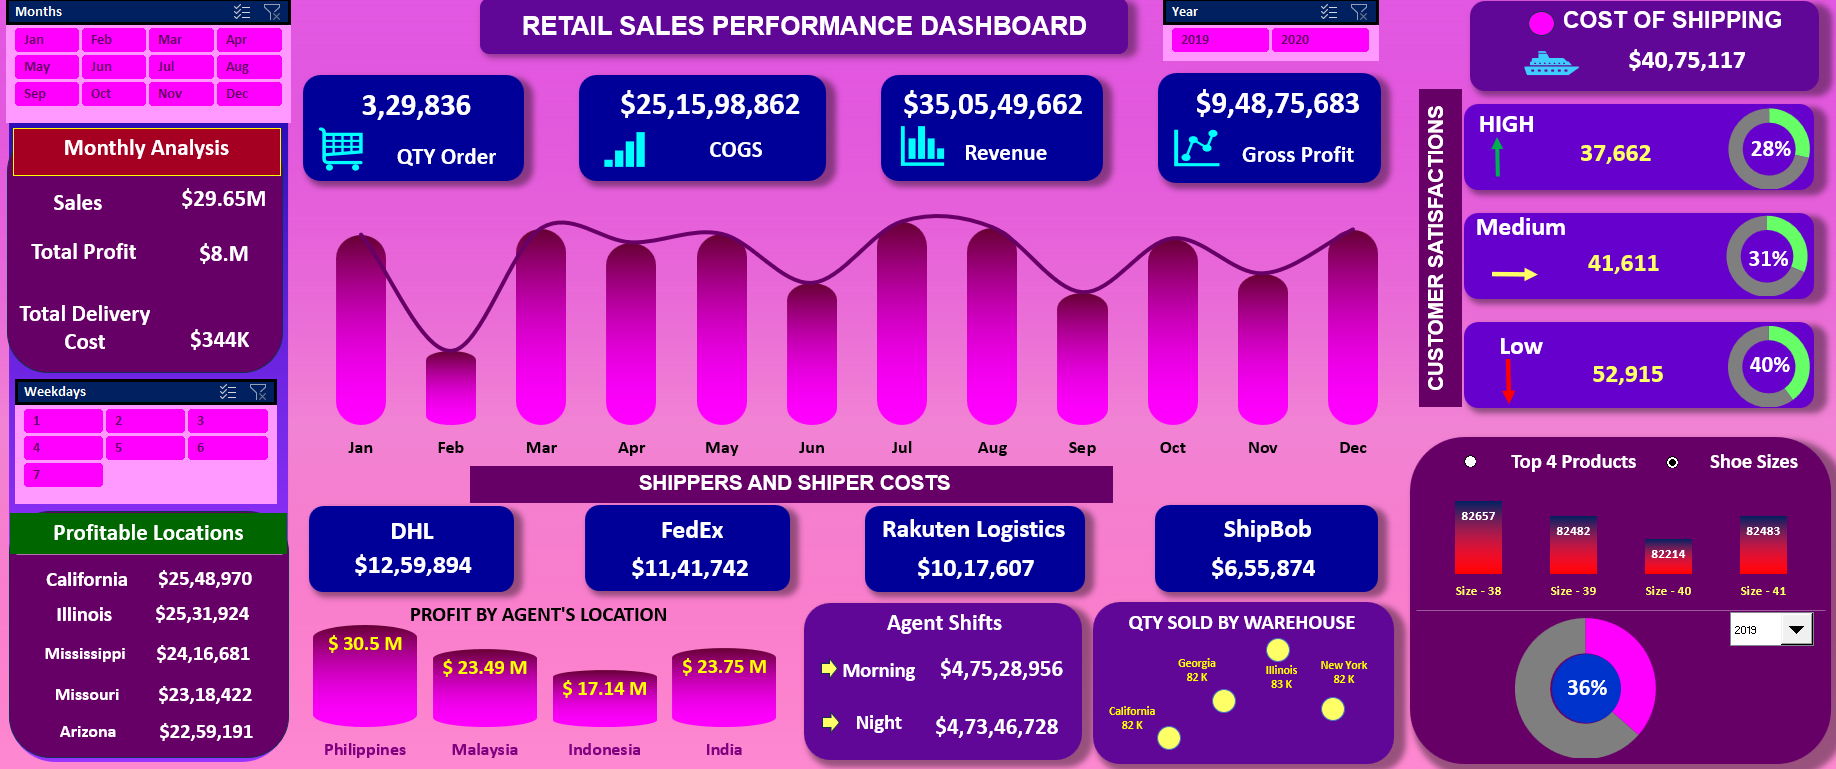 Months
Jan Feb Mar Apr
May Jun Jul Aug
Sep Oct Nov Dec
RETAIL SALES PERFORMANCE DASHBOARD
Year
2019 2020
COST OF SHIPPING
$40,75,117
3,29,836
QTY Order
$25,15,98,862
COGS
$35,05,49,662
Revenue
$9,48,75,683
Gross Profit
CUSTOMER SATISFACTIONS
HIGH
37,662
28%
Medium
41,611
31%
Low
52,915
40%
Monthly Analysis
Sales $29.65M
Total Profit $8.M
Total Delivery
Cost
$344K
Jan Feb Mar Apr May Jun Jul Aug Sep Oct Nov Dec
Weekdays
1 2 3
4 5 6
7
Profitable Locations
California $25,48,970
Illinois $25,31,924
Mississippi $24,16,681
Missouri $23,18,422
Arizona $22,59,191
SHIPPERS AND SHIPER COSTS
DHL
$12,59,894
FedEx
$11,41,742
Rakuten Logistics
$10,17,607
ShipBob
$6,55,874
PROFIT BY AGENT'S LOCATION
$ 30.5 M
$ 23.49 M
$ 17.14 M
$ 23.75 M
Philippines Malaysia Indonesia India
Agent Shifts
Morning $4,75,28,956
Night $4,73,46,728
QTY SOLD BY WAREHOUSE
Georgia
82 K
Illinois
83 K
New York
82 K
California
82 K
Top 4 Products Shoe Sizes
82657
82482
82214
82483
Size - 38 Size - 39 Size - 40 Size - 41
2019
36%